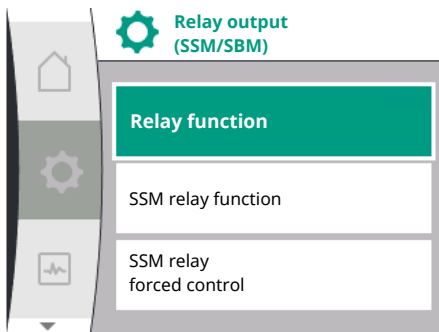 Relay output
(SSM/SBM)
Relay function
SSM relay function
SSM relay
forced control